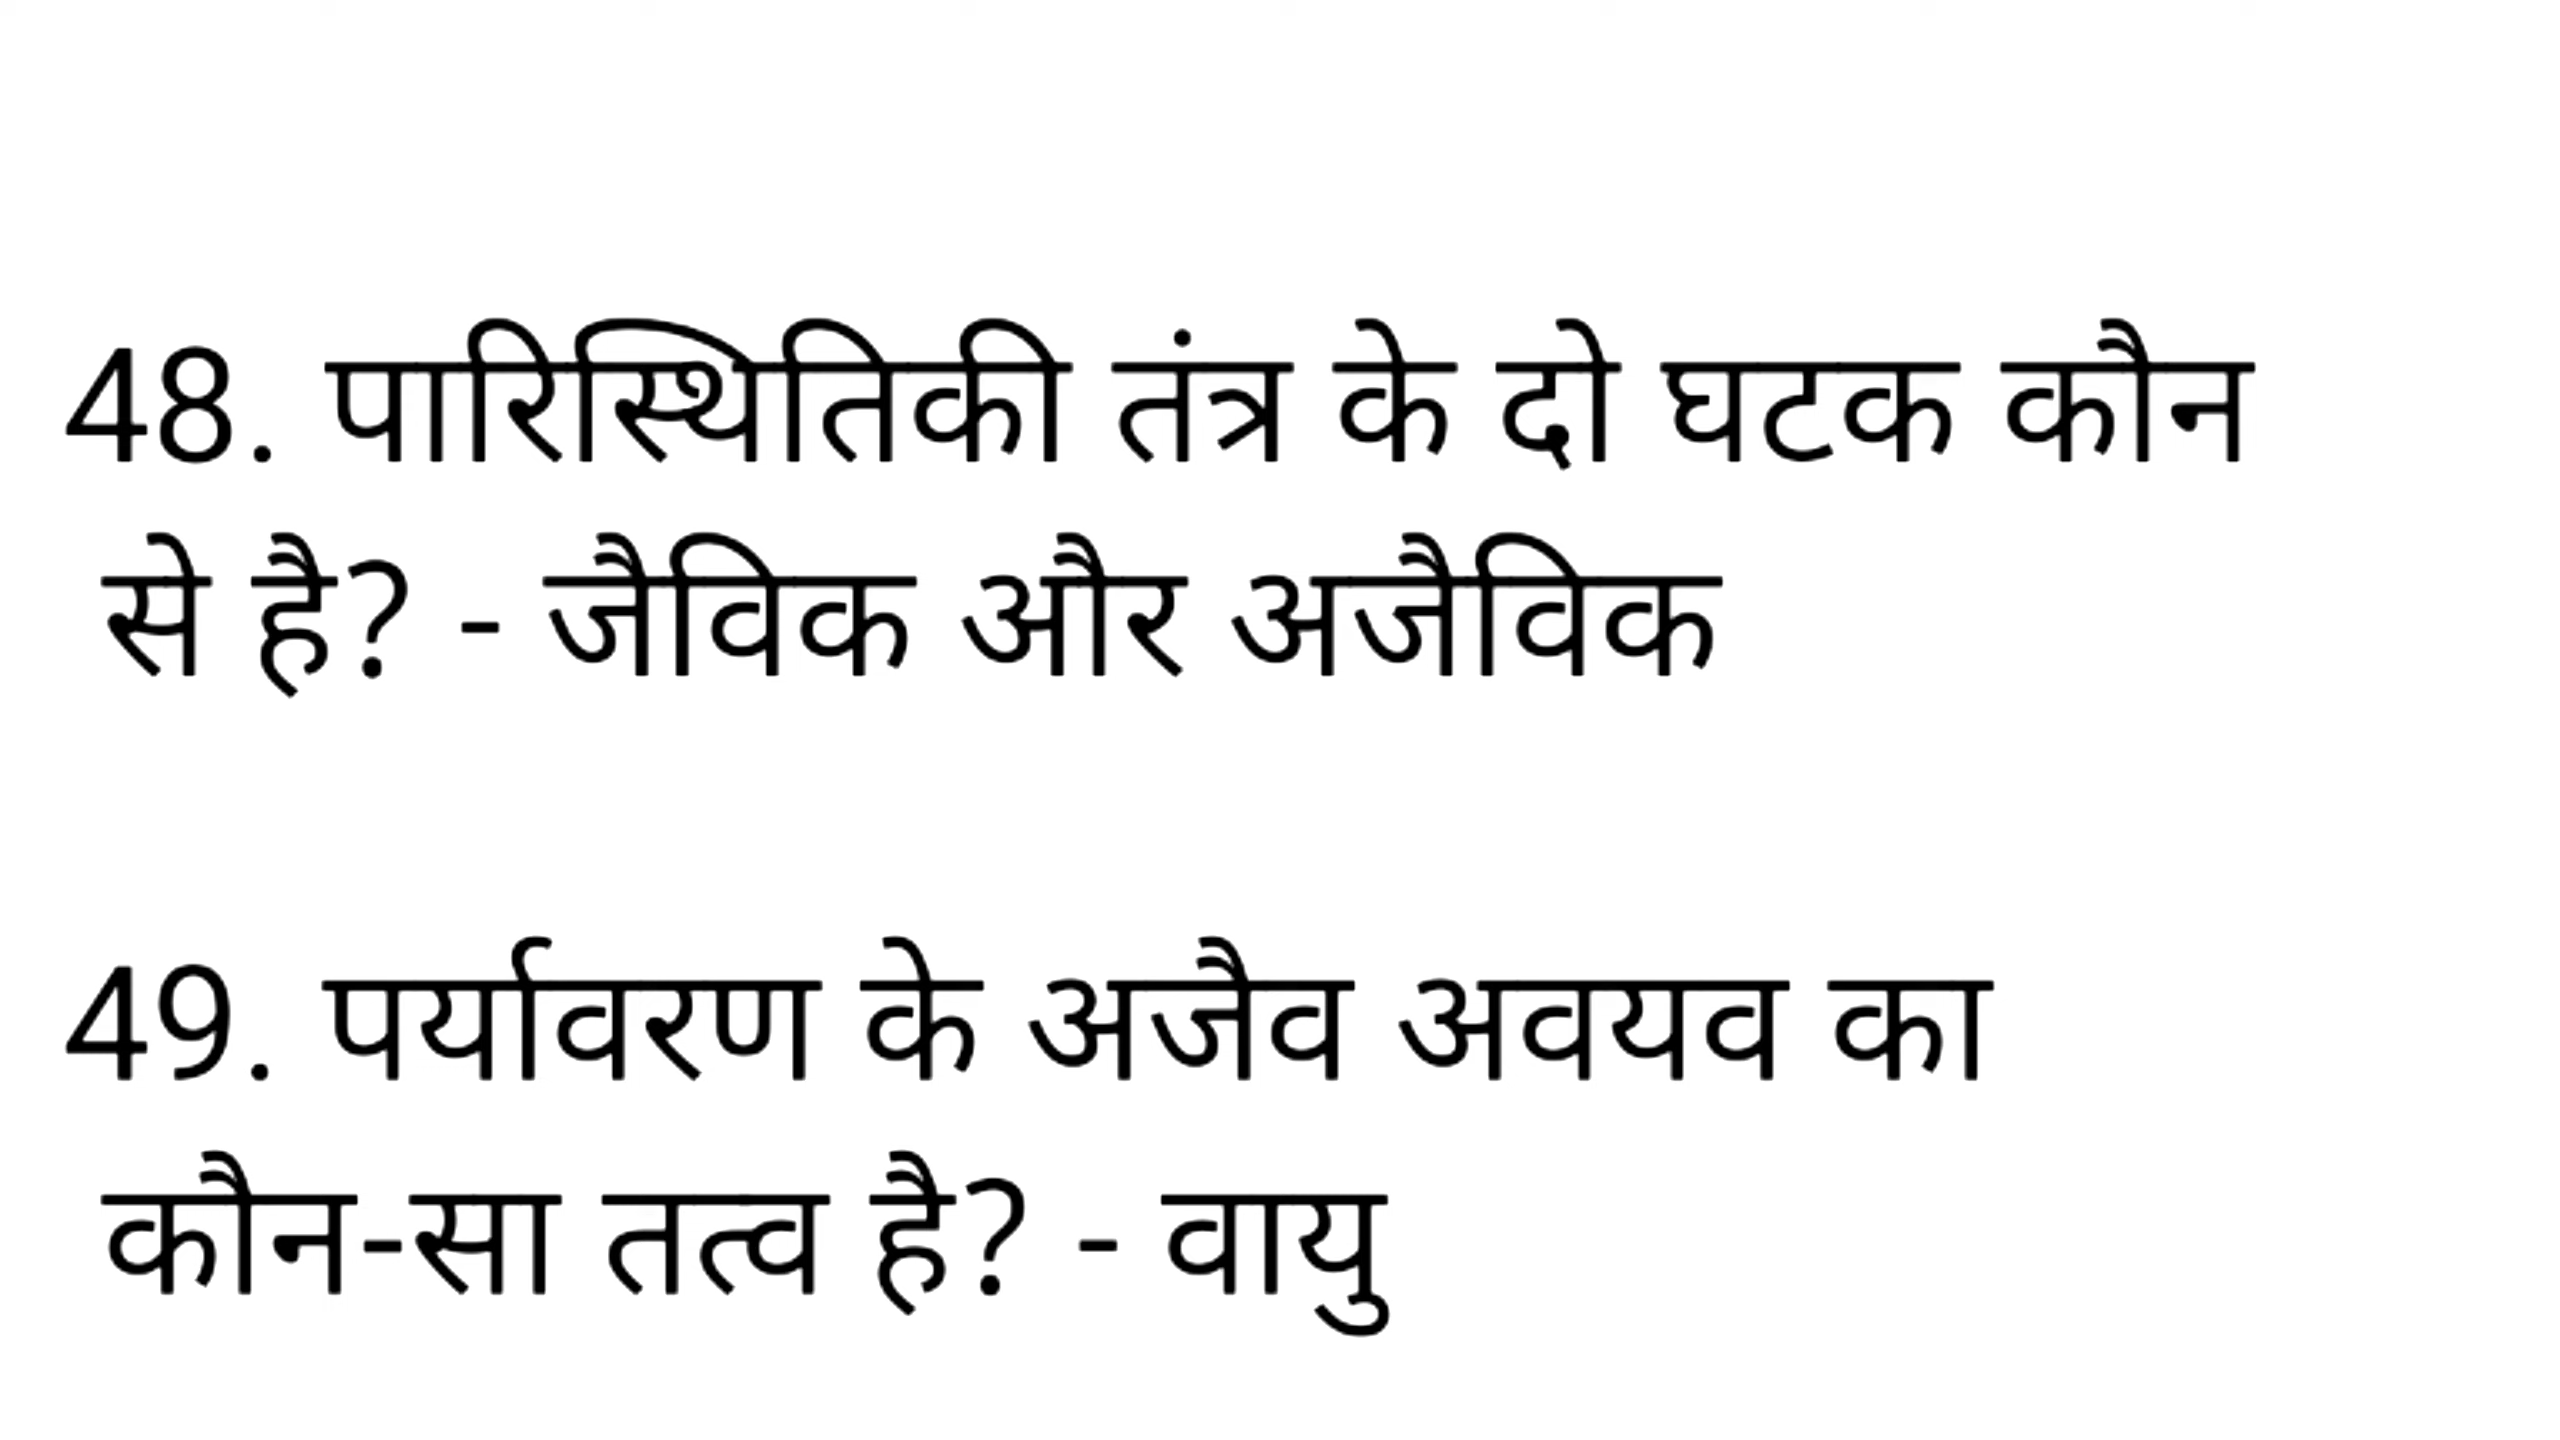 48. पारिस्थितिकी तंत्र के दो घटक कौन
से है? - जैविक और अजैविक
49. पर्यावरण के अजैव अवयव का
कौन-सा तत्व है? - वायु